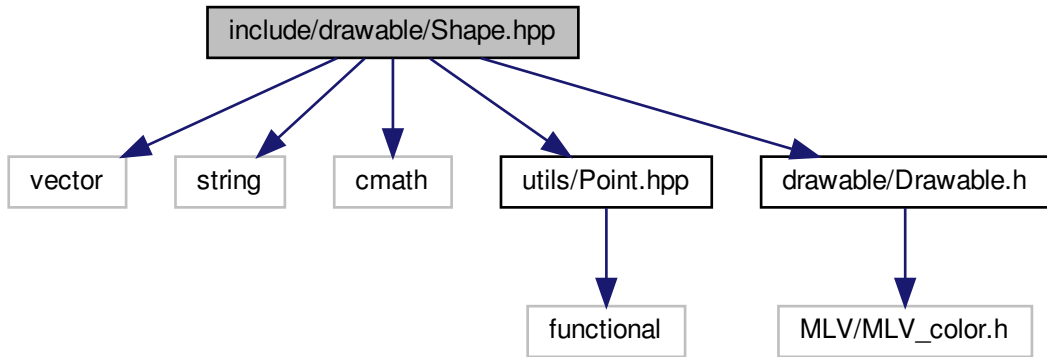 include/drawable/Shape.hpp
vector
string
cmath
utils/Point.hpp
drawable/Drawable.h
functional
MLV/MLV_color.h